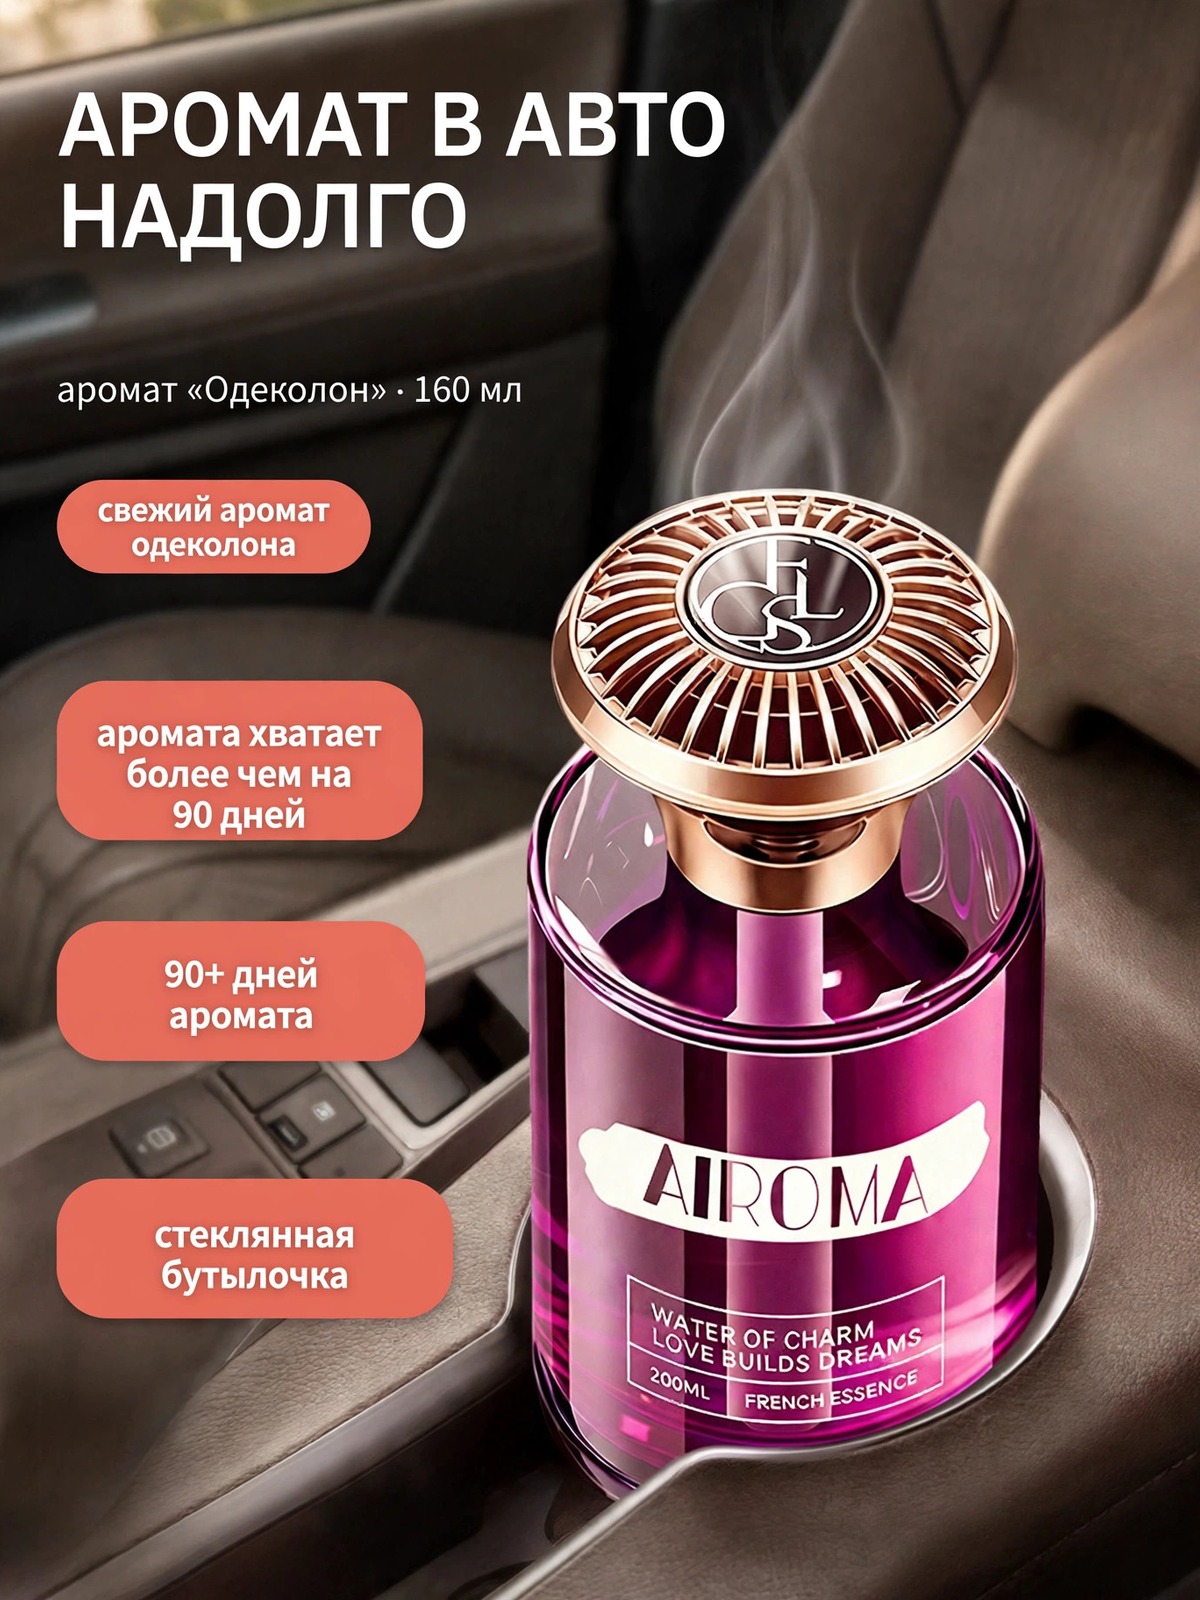 АРОМАТ В АВТО
НАДОЛГО
аромат «Одеколон» · 160 мл
свежий аромат
одеколона
аромата хватает
более чем на
90 дней
90+ дней
аромата
стеклянная
бутылочка
AIROMA
WATER OF CHARM
LOVE BUILDS DREAMS
200ML FRENCH ESSENCE